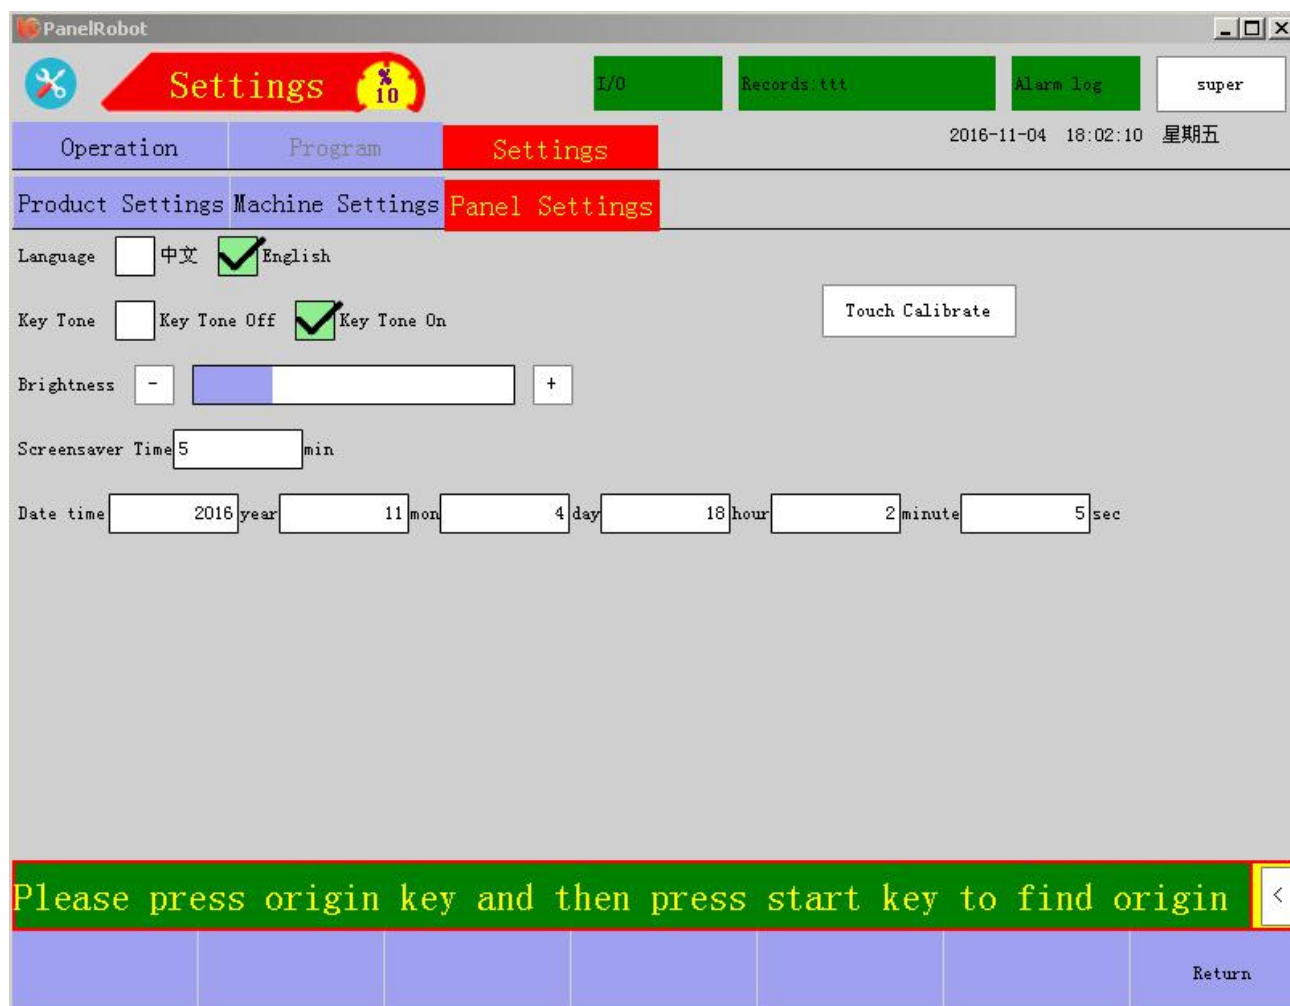 PanelRobot
Settings % 10 I/O Records:ttt Alarm log super
Operation Program Settings 2016-11-04 18:02:10 星期五
Product Settings Machine Settings Panel Settings
Language 中文 English
Key Tone Key Tone Off Key Tone On Touch Calibrate
Brightness - +
Screensaver Time 5 min
Date time 2016 year 11 mon 4 day 18 hour 2 minute 5 sec
Please press origin key and then press start key to find origin <
Return